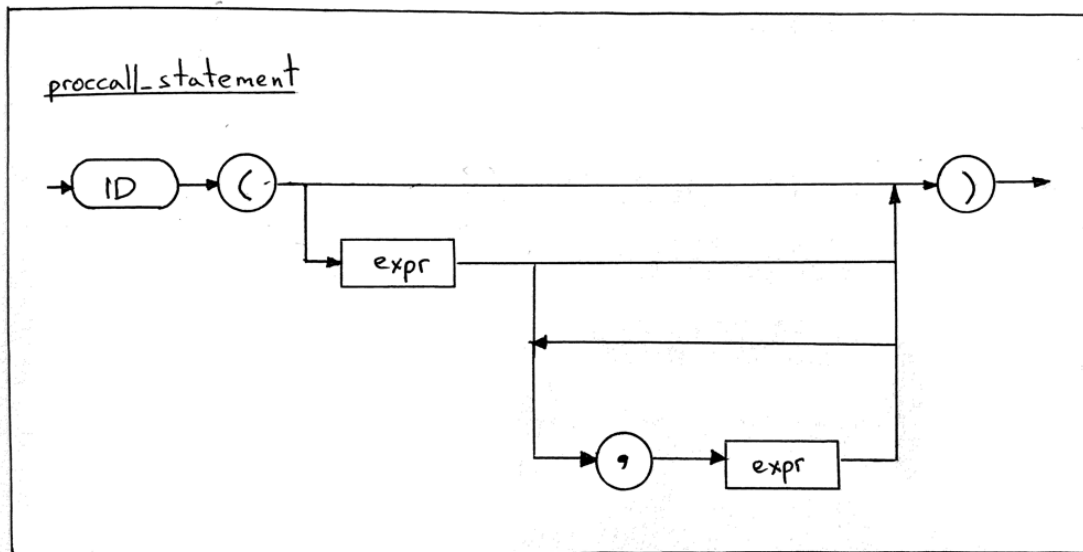 proccall_statement
ID ( )
expr
, expr